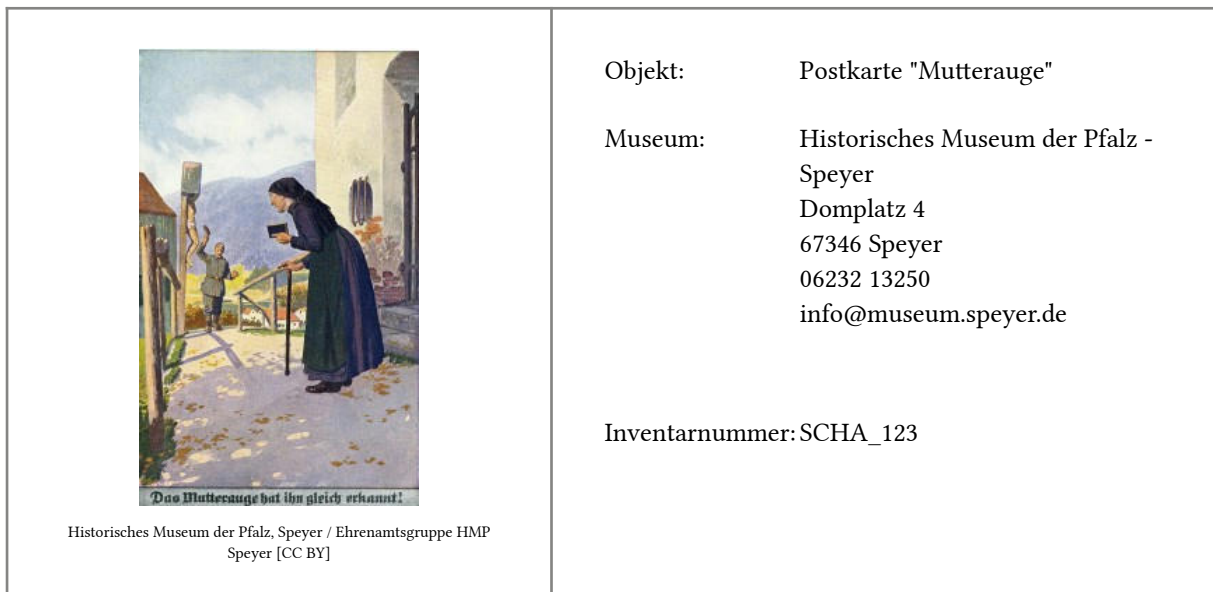 Das Mutterauge hat ihn gleich erkannt!
Historisches Museum der Pfalz, Speyer / Ehrenamtsgruppe HMP
Speyer [CC BY]
Objekt: Postkarte "Mutterauge"
Museum: Historisches Museum der Pfalz -
Speyer
Domplatz 4
67346 Speyer
06232 13250
info@museum.speyer.de
Inventarnummer: SCHA_123